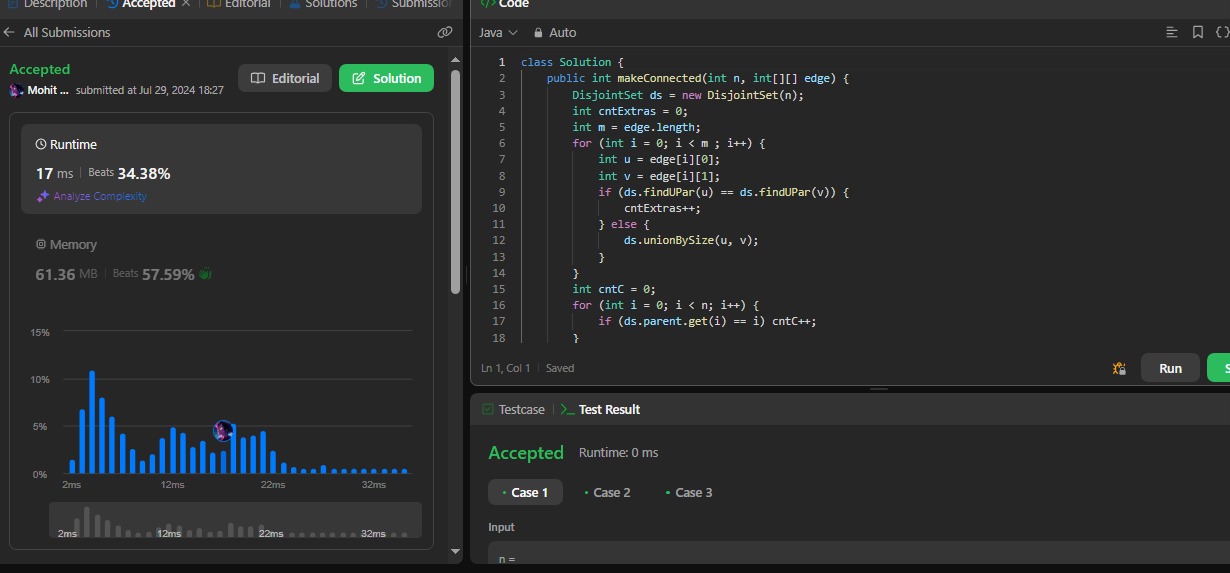 Description
Accepted
Editorial
Solutions
Submission
All Submissions
Accepted
Mohit ... submitted at Jul 29, 2024 18:27
Editorial
Solution
Runtime
17 ms Beats 34.38%
Analyze Complexity
Memory
61.36 MB Beats 57.59%
15%
10%
5%
0%
2ms 12ms 22ms 32ms
2ms 12ms 22ms 32ms
Code
Java Auto
1 class Solution {
2 public int makeConnected(int n, int[][] edge) {
3 DisjointSet ds = new DisjointSet(n);
4 int cntExtras = 0;
5 int m = edge.length;
6 for (int i = 0; i < m ; i++) {
7 int u = edge[i][0];
8 int v = edge[i][1];
9 if (ds.findUPar(u) == ds.findUPar(v)) {
10 cntExtras++;
11 } else {
12 ds.unionBySize(u, v);
13 }
14 }
15 int cntC = 0;
16 for (int i = 0; i < n; i++) {
17 if (ds.parent.get(i) == i) cntC++;
18 }
Ln 1, Col 1 Saved
Run
S
Testcase
Test Result
Accepted Runtime: 0 ms
Case 1 Case 2 Case 3
Input
n =